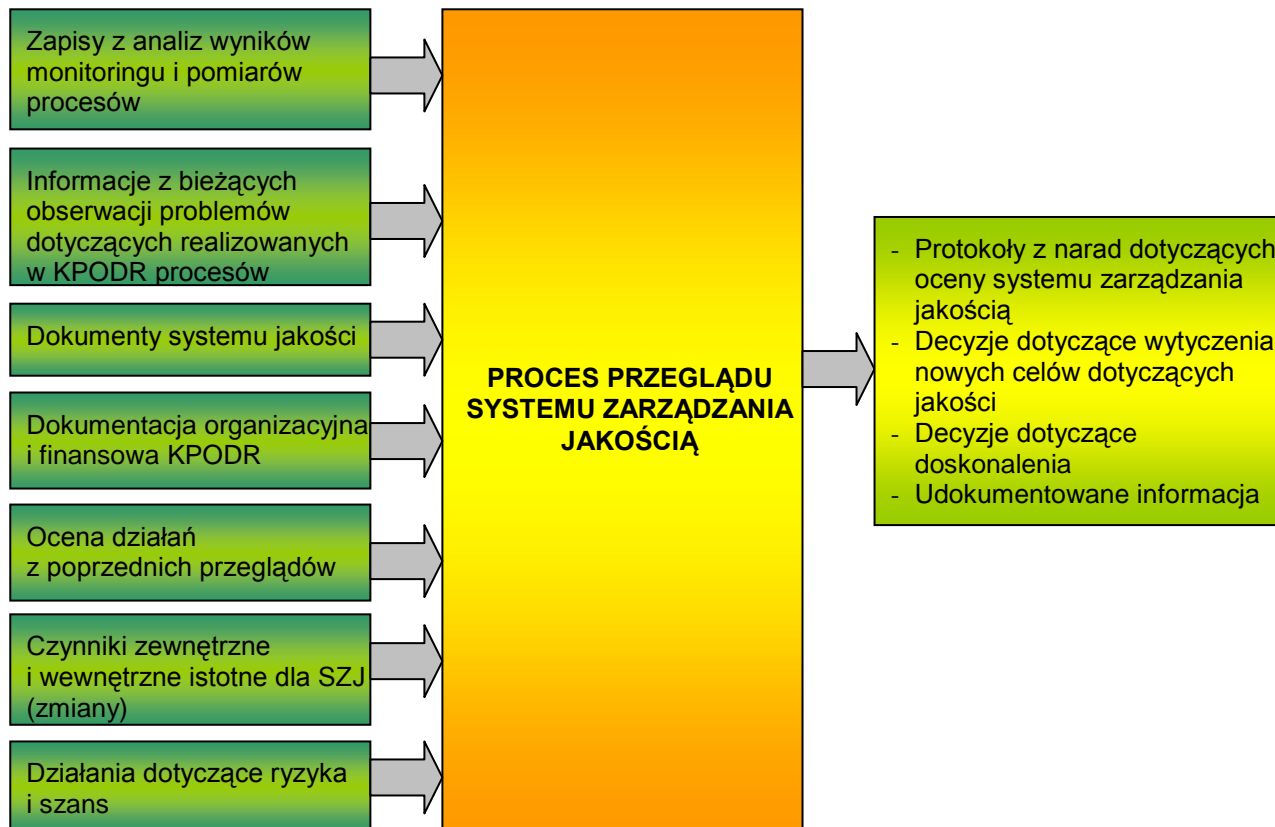 Zapisy z analiz wyników
monitoringu i pomiarów
procesów
Informacje z bieżących
obserwacji problemów
dotyczących realizowanych
w KPODR procesów
Dokumenty systemu jakości
Dokumentacja organizacyjna
i finansowa KPODR
Ocena działań
z poprzednich przeglądów
Czynniki zewnętrzne
i wewnętrzne istotne dla SZJ
(zmiany)
Działania dotyczące ryzyka
i szans
PROCES PRZEGLĄDU
SYSTEMU ZARZĄDZANIA
JAKOŚCIĄ
- Protokoły z narad dotyczących
oceny systemu zarządzania
jakością
- Decyzje dotyczące wytyczenia
nowych celów dotyczących
jakości
- Decyzje dotyczące
doskonalenia
- Udokumentowane informacja